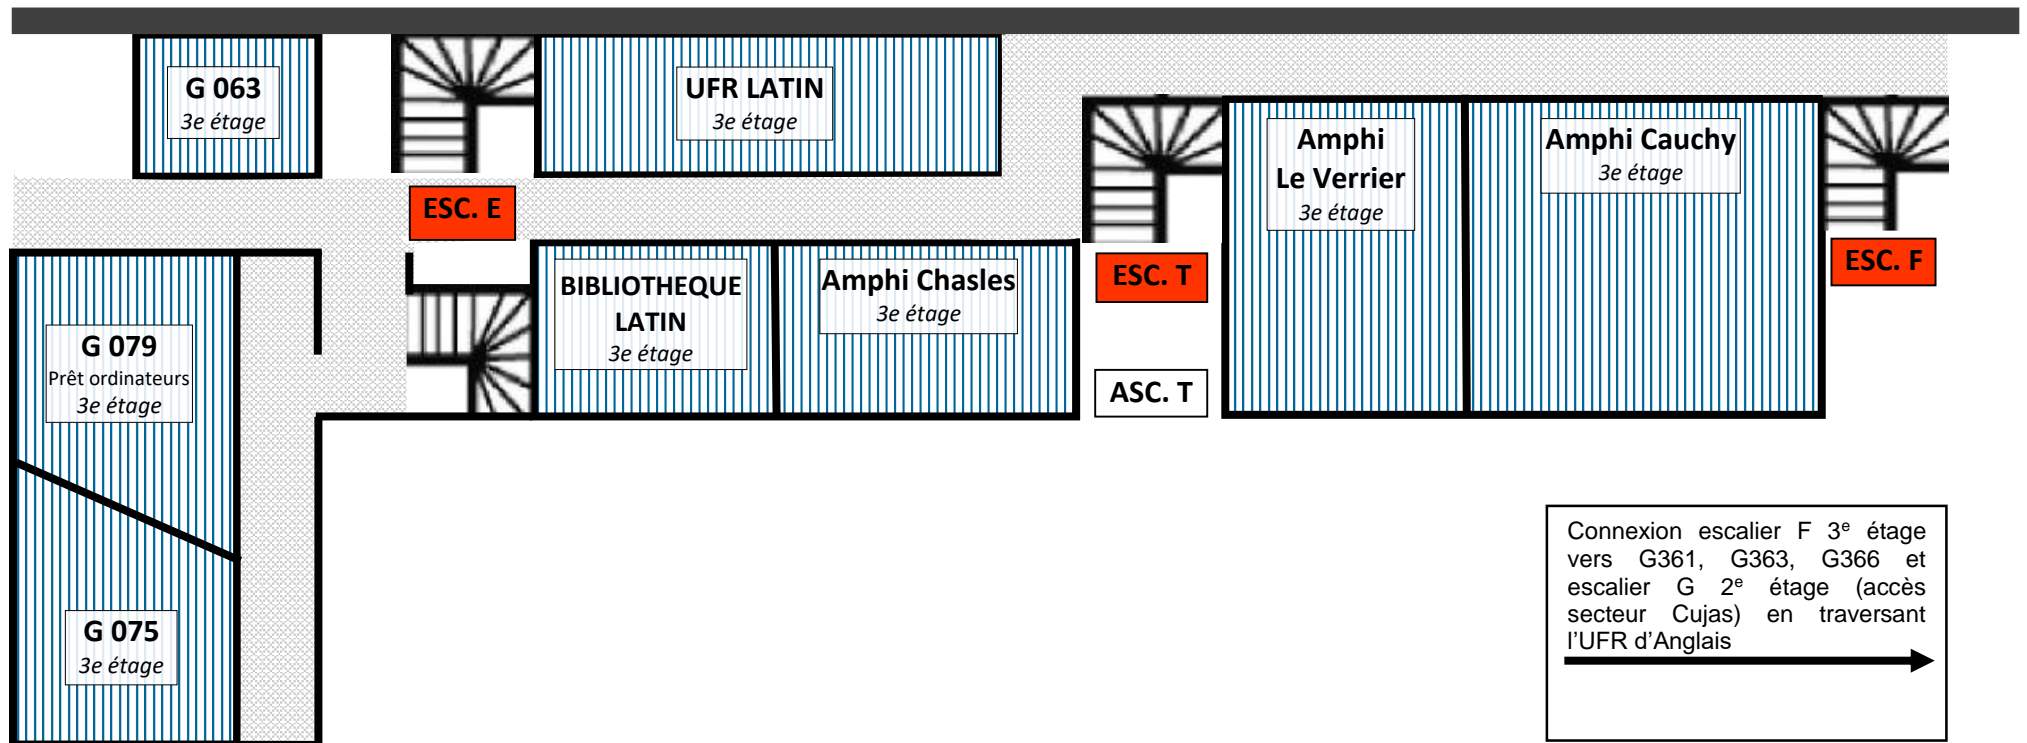 G 063
3e étage
UFR LATIN
3e étage
Amphi
Le Verrier
3e étage
Amphi Cauchy
3e étage
ESC. E
ESC. T
ESC. F
BIBLIOTHEQUE
LATIN
3e étage
Amphi Chasles
3e étage
ASC. T
G 079
Prêt ordinateurs
3e étage
G 075
3e étage
Connexion escalier F 3e étage
vers G361, G363, G366 et
escalier G 2e étage (accès
secteur Cujas) en traversant
l’UFR d’Anglais